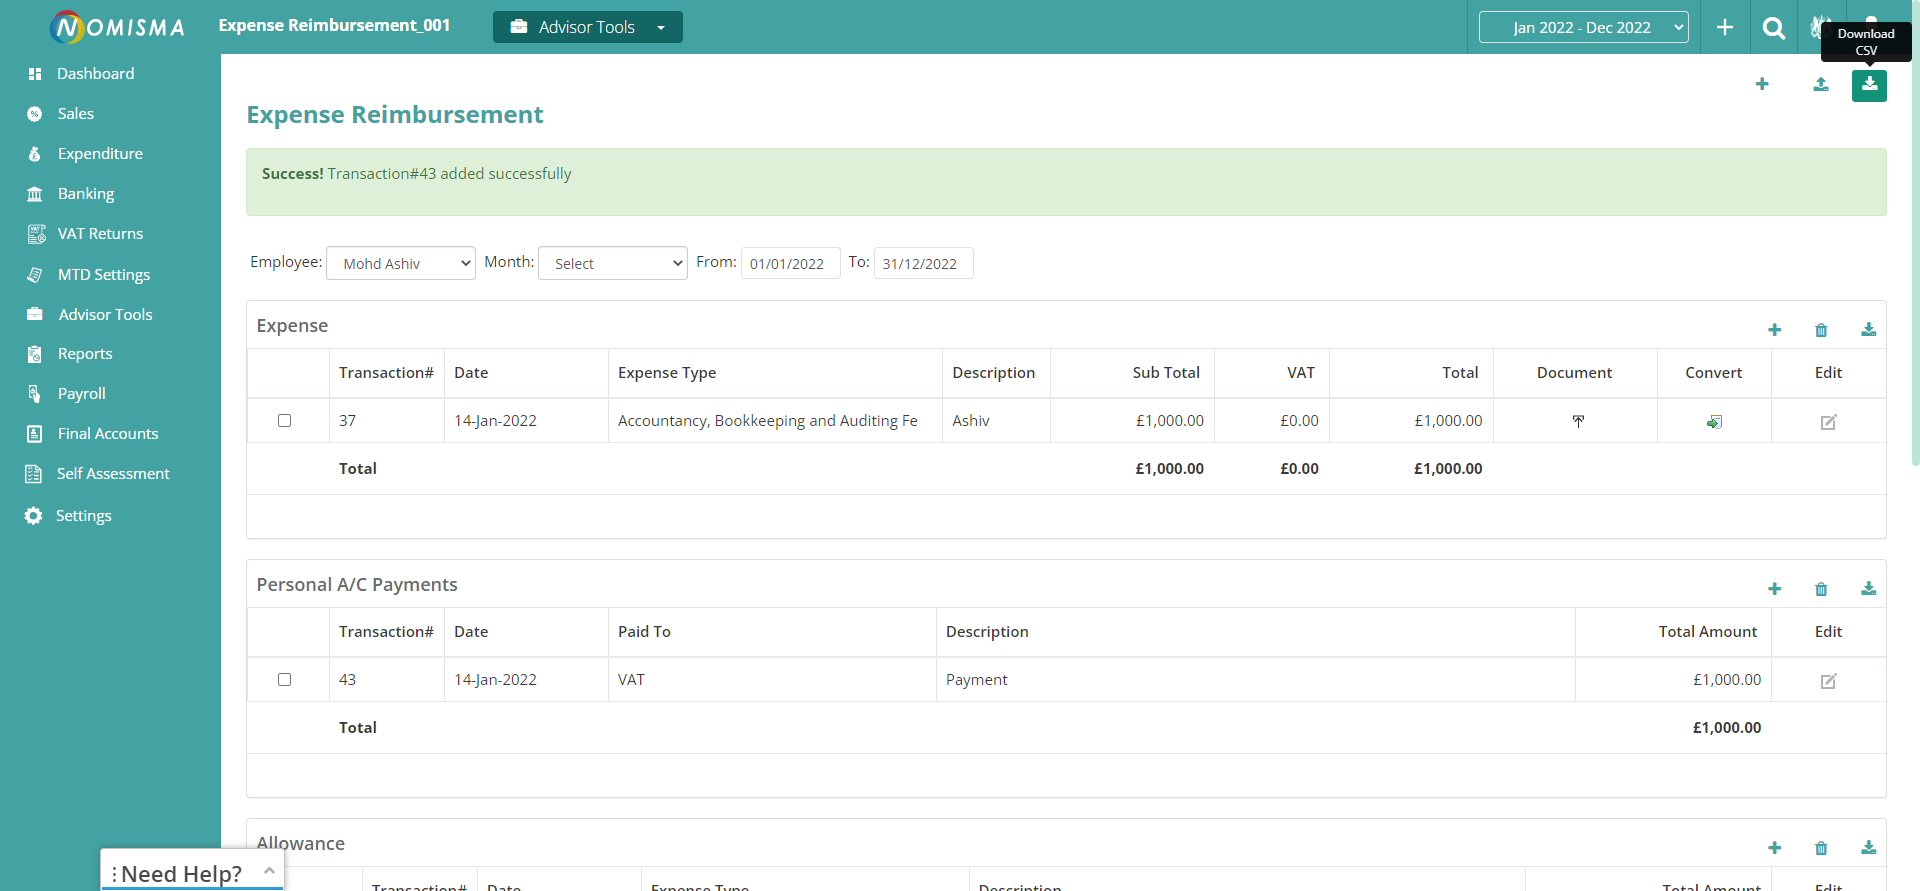 NOMISMA
Expense Reimbursement_001
Advisor Tools
Jan 2022 - Dec 2022
Download
CSV
Dashboard
Sales
Expenditure
Banking
VAT Returns
MTD Settings
Advisor Tools
Reports
Payroll
Final Accounts
Self Assessment
Settings
Expense Reimbursement
Success! Transaction#43 added successfully
Employee: Mohd Ashiv Month: Select From: 01/01/2022 To: 31/12/2022
Expense
Transaction# Date Expense Type Description Sub Total VAT Total Document Convert Edit
37 14-Jan-2022 Accountancy, Bookkeeping and Auditing Fe Ashiv £1,000.00 £0.00 £1,000.00
Total £1,000.00 £0.00 £1,000.00
Personal A/C Payments
Transaction# Date Paid To Description Total Amount Edit
43 14-Jan-2022 VAT Payment £1,000.00
Total £1,000.00
Allowance
Transaction# Date Expense Type Description Total Amount Edit
Need Help?